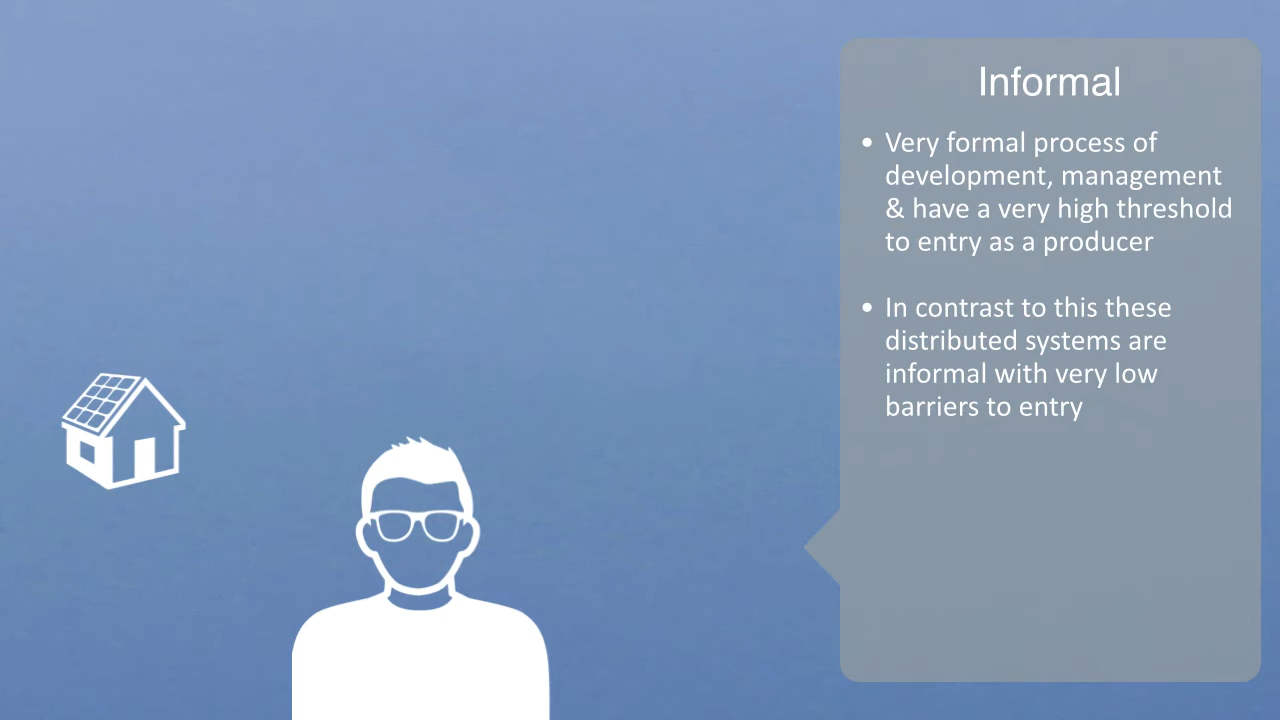 Informal
• Very formal process of
development, management
& have a very high threshold
to entry as a producer
• In contrast to this these
distributed systems are
informal with very low
barriers to entry